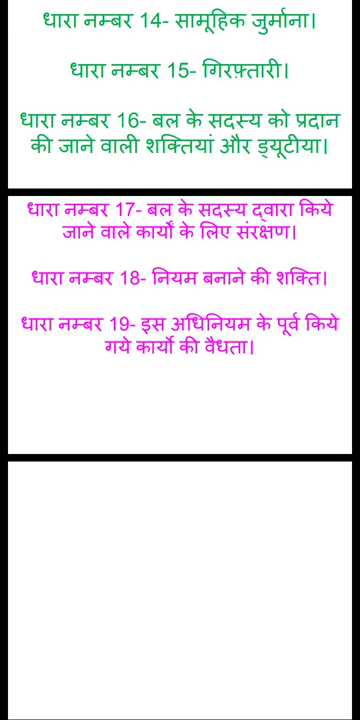 धारा नम्बर 14- सामूहिक जुर्माना।
धारा नम्बर 15- गिरफ़्तारी।
धारा नम्बर 16- बल के सदस्य को प्रदान
की जाने वाली शक्तियां और ड्यूटीया।
धारा नम्बर 17- बल के सदस्य द्वारा किये
जाने वाले कार्यों के लिए संरक्षण।
धारा नम्बर 18- नियम बनाने की शक्ति।
धारा नम्बर 19- इस अधिनियम के पूर्व किये
गये कार्यो की वैधता।